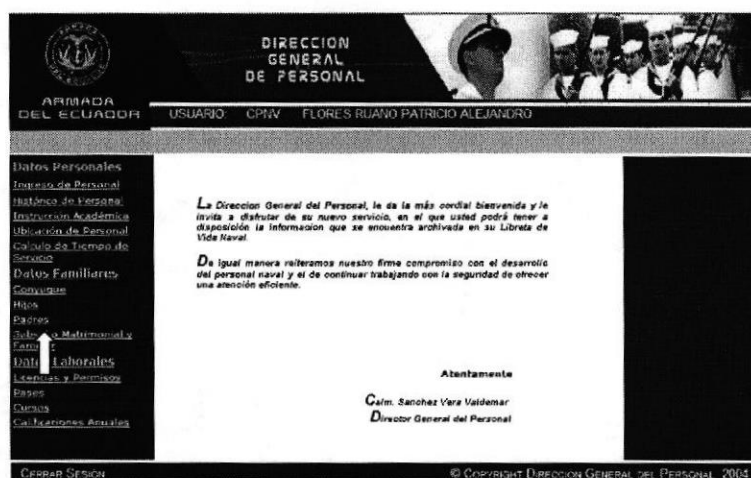 DIRECCION
GENERAL
DE PERSONAL
ARMADA
DEL ECUADOR
USUARIO: CPNV FLORES RUANO PATRICIO ALEJANDRO
Datos Personales
Ingreso de Personal
Histórico de Personal
Instrucción Académica
Ubicación de Personal
Calculo de Tiempo de
Servicio
Datos Familiares
Conyugue
Hijos
Padres
Matrimonial y
Datos Laborales
Licencias y Permisos
Pases
Cursos
Calificaciones Anuales
La Direccion General del Personal, le da la más cordial bienvenida y le
invita a disfrutar de su nuevo servicio, en el que usted podrá tener a
disposición la informacion que se encuentra archivada en su Libreta de
Vida Naval.
De igual manera reiteramos nuestro firme compromiso con el desarrollo
del personal naval y el de continuar trabajando con la seguridad de ofrecer
una atención eficiente.
Atentamente
Calm. Sanchez Vera Valdemar
Director General del Personal
CERRAR SESIÓN
© COPYRIGHT DIRECCION GENERAL DEL PERSONAL 2004